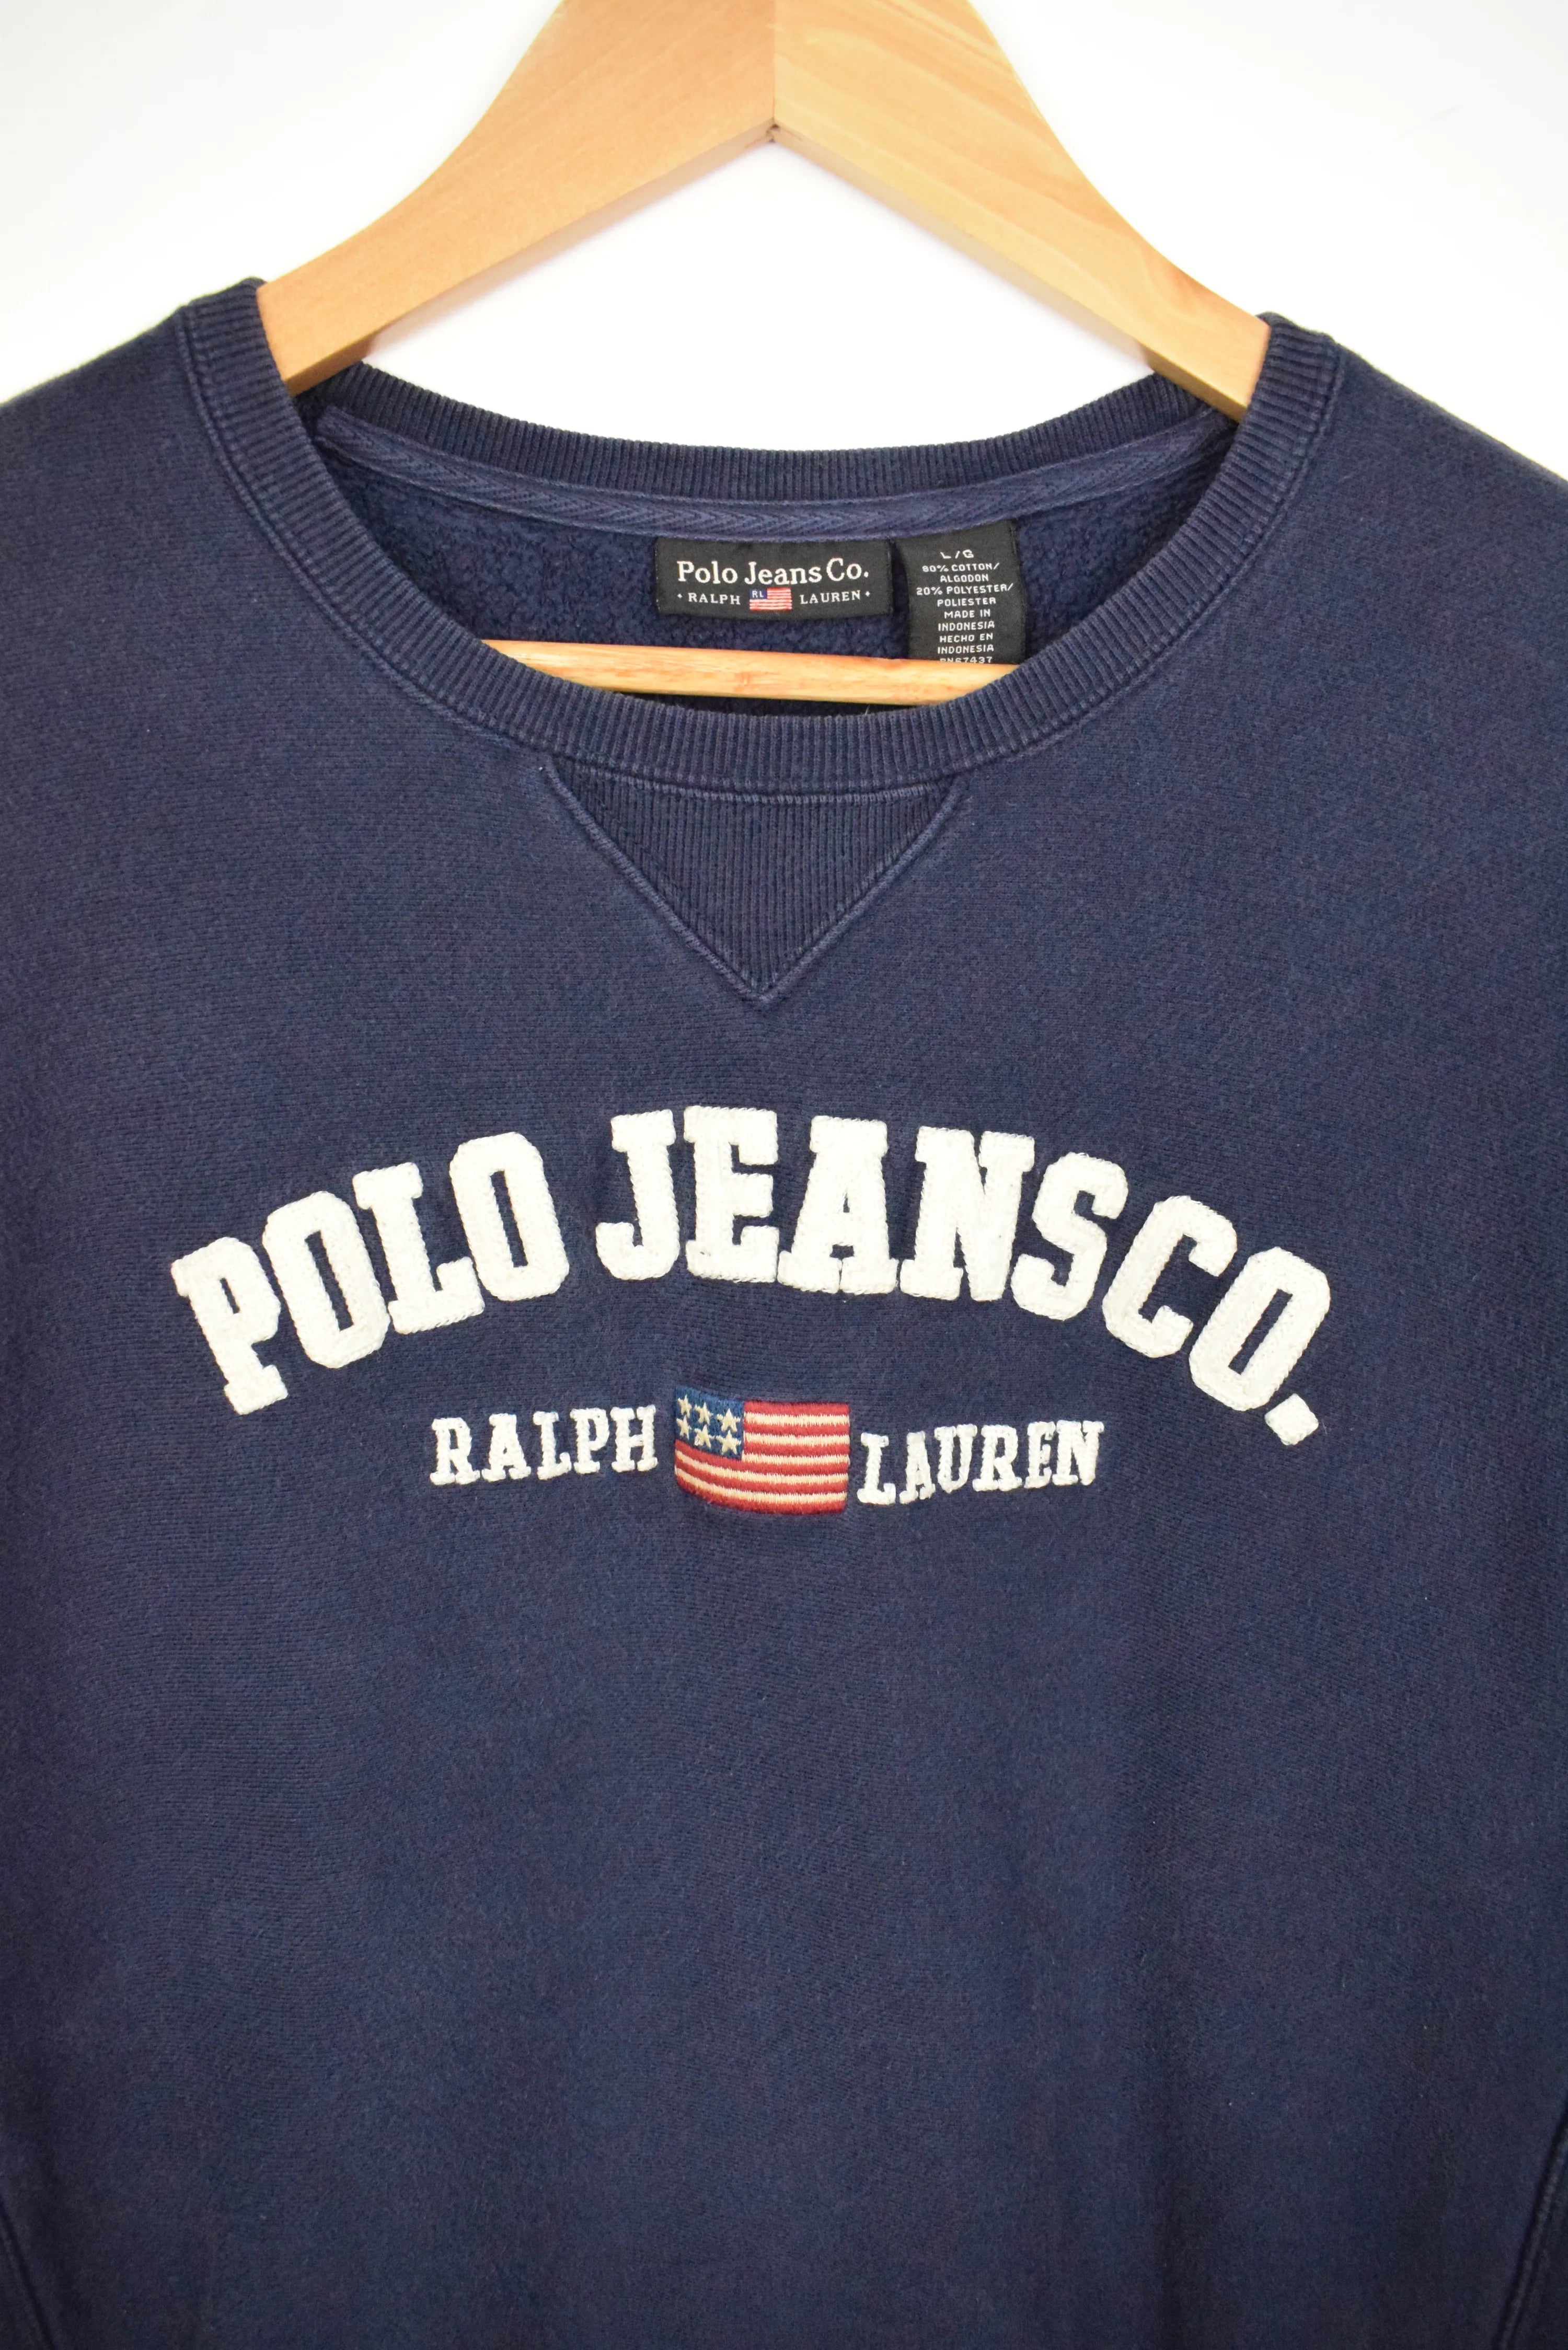 Polo Jeans Co.
RALPH RL LAUREN
L/G
80% COTTON/
ALGODON
20% POLYESTER/
POLIESTER
MADE IN
INDONESIA
HECHO EN
INDONESIA
RN67437
POLO JEANS CO.
RALPH LAUREN